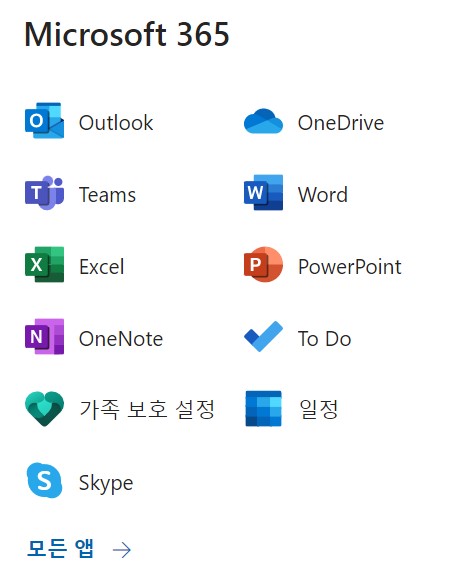 Microsoft 365
Outlook
OneDrive
Teams
Word
Excel
PowerPoint
OneNote
To Do
가족 보호 설정
일정
Skype
모든 앱 →